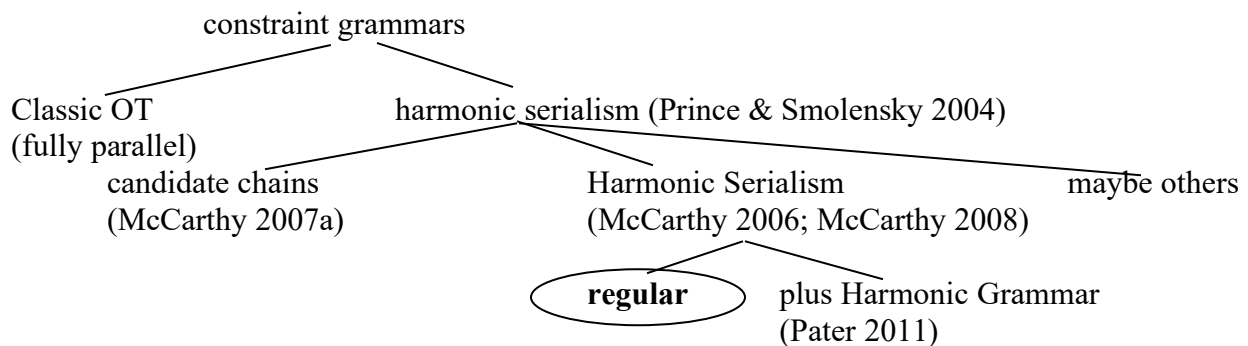 constraint grammars
Classic OT
(fully parallel)
harmonic serialism (Prince & Smolensky 2004)
candidate chains
(McCarthy 2007a)
Harmonic Serialism
(McCarthy 2006; McCarthy 2008)
maybe others
regular
plus Harmonic Grammar
(Pater 2011)